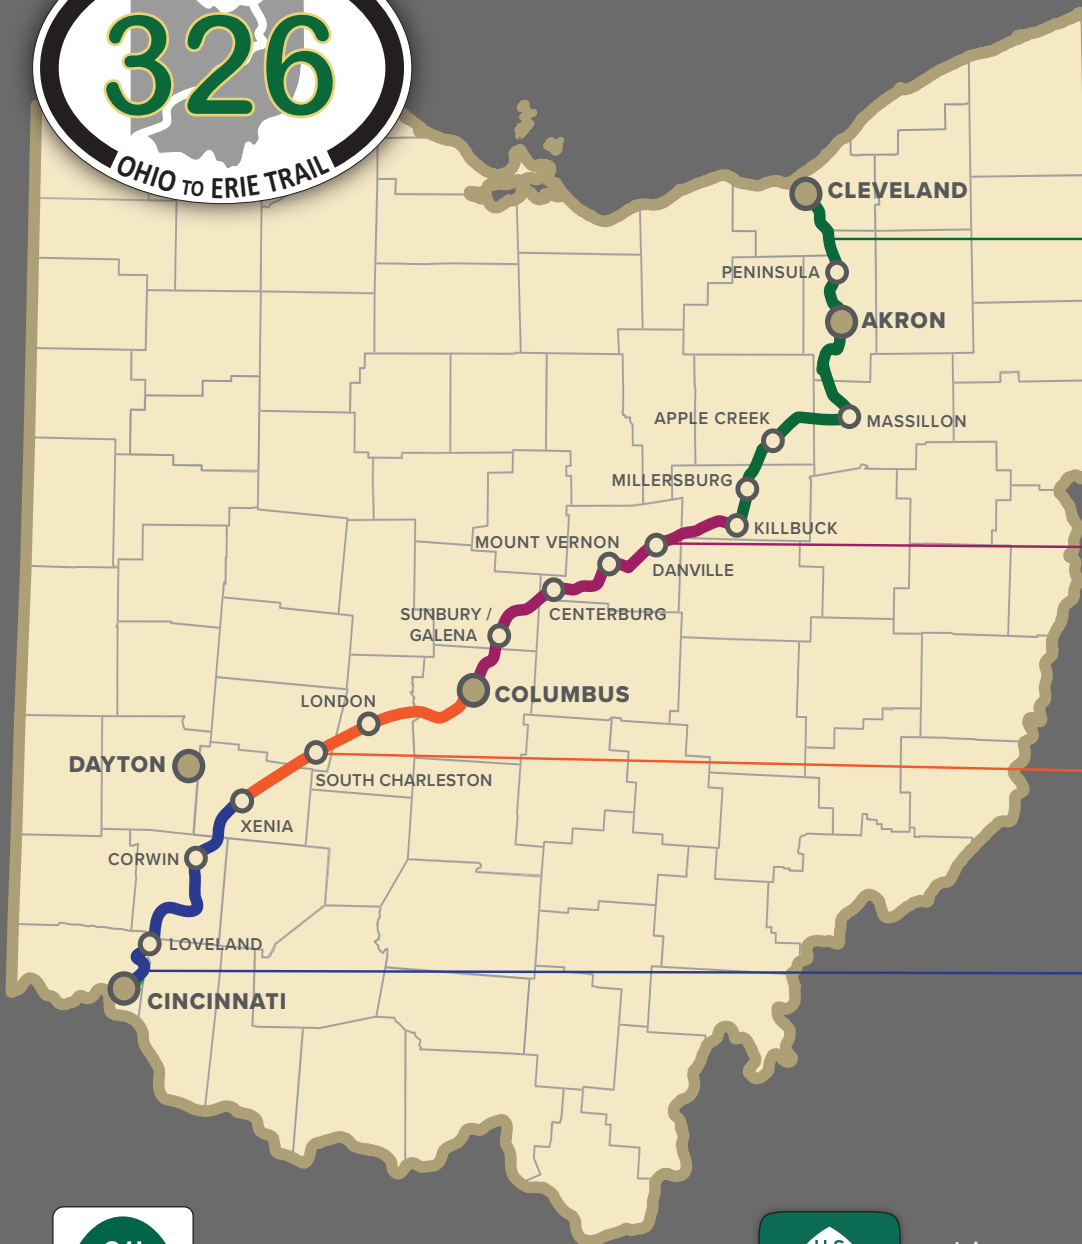 326
OHIO TO ERIE TRAIL
CLEVELAND
PENINSULA
AKRON
APPLE CREEK
MASSILLON
MILLERSBURG
KILLBUCK
MOUNT VERNON
DANVILLE
SUNBURY /
GALENA
CENTERBURG
COLUMBUS
LONDON
DAYTON
SOUTH CHARLESTON
XENIA
CORWIN
LOVELAND
CINCINNATI